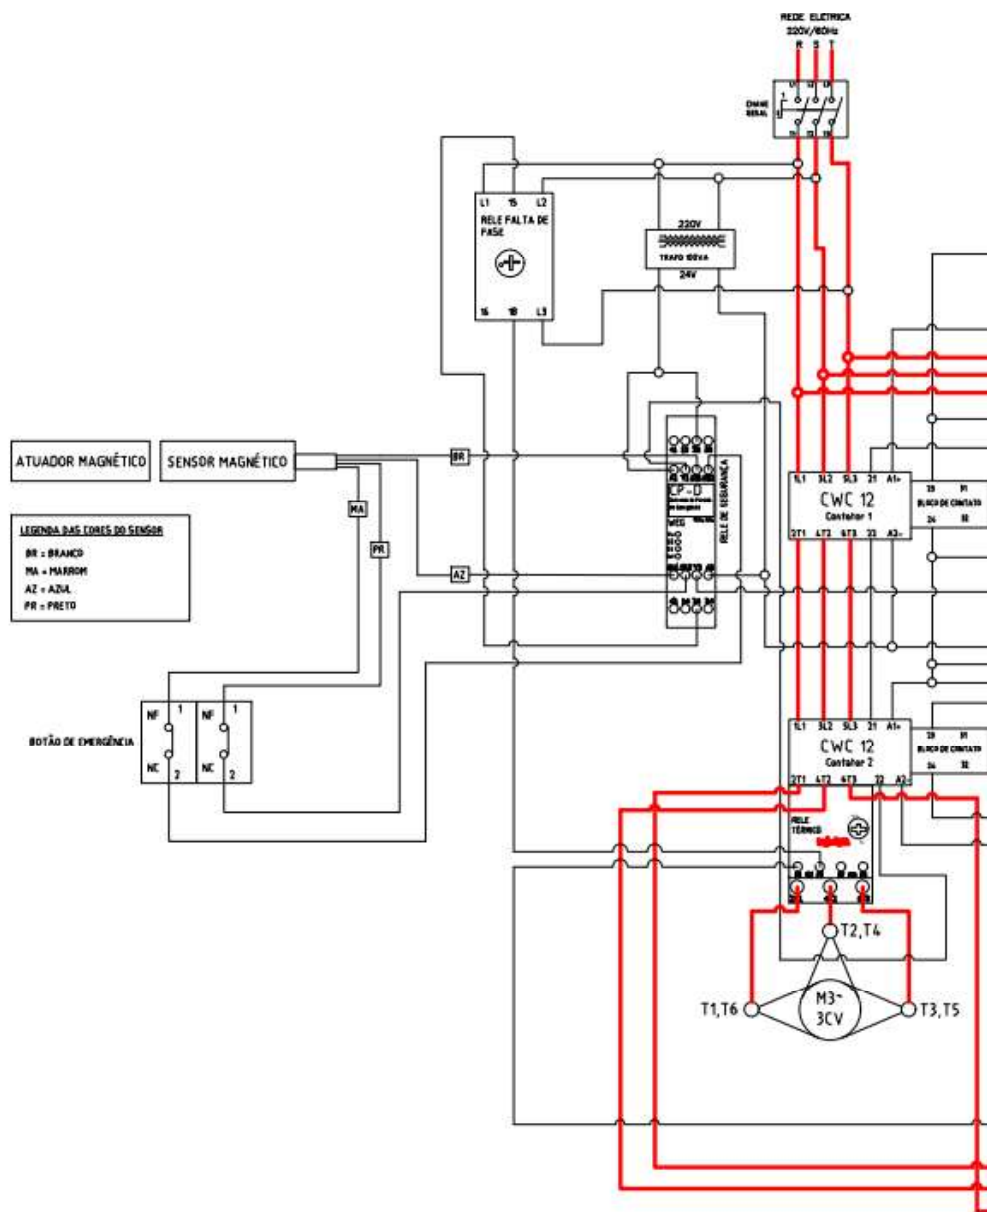 REDE ELETRICA
220V/60Hz
R S T
L1 L2 L3
CHAVE
GERAL
L1 15 L2
RELE FALTA DE
FASE
16 18 L3
220V
TRAFO 100VA
24V
ATUADOR MAGNÉTICO
SENSOR MAGNÉTICO
BR
MA
PR
AZ
LEGENDA DAS CORES DO SENSOR
BR = BRANCO
MA = MARROM
AZ = AZUL
PR = PRETO
CP-D
WEG
RELE DE SEGURANÇA
1L1 3L2 5L3 21 A1+
CWC 12
Contator 1
2T1 4T2 6T3 22 A2-
BLOCO DE CONTATO
BOTÃO DE EMERGÊNCIA
NF 1 NF 1
NC 2 NC 2
1L1 3L2 5L3 21 A1+
CWC 12
Contator 2
2T1 4T2 6T3 22 A2-
BLOCO DE CONTATO
RELE
TÉRMICO
T2,T4
T1,T6
M3~
3CV
T3,T5